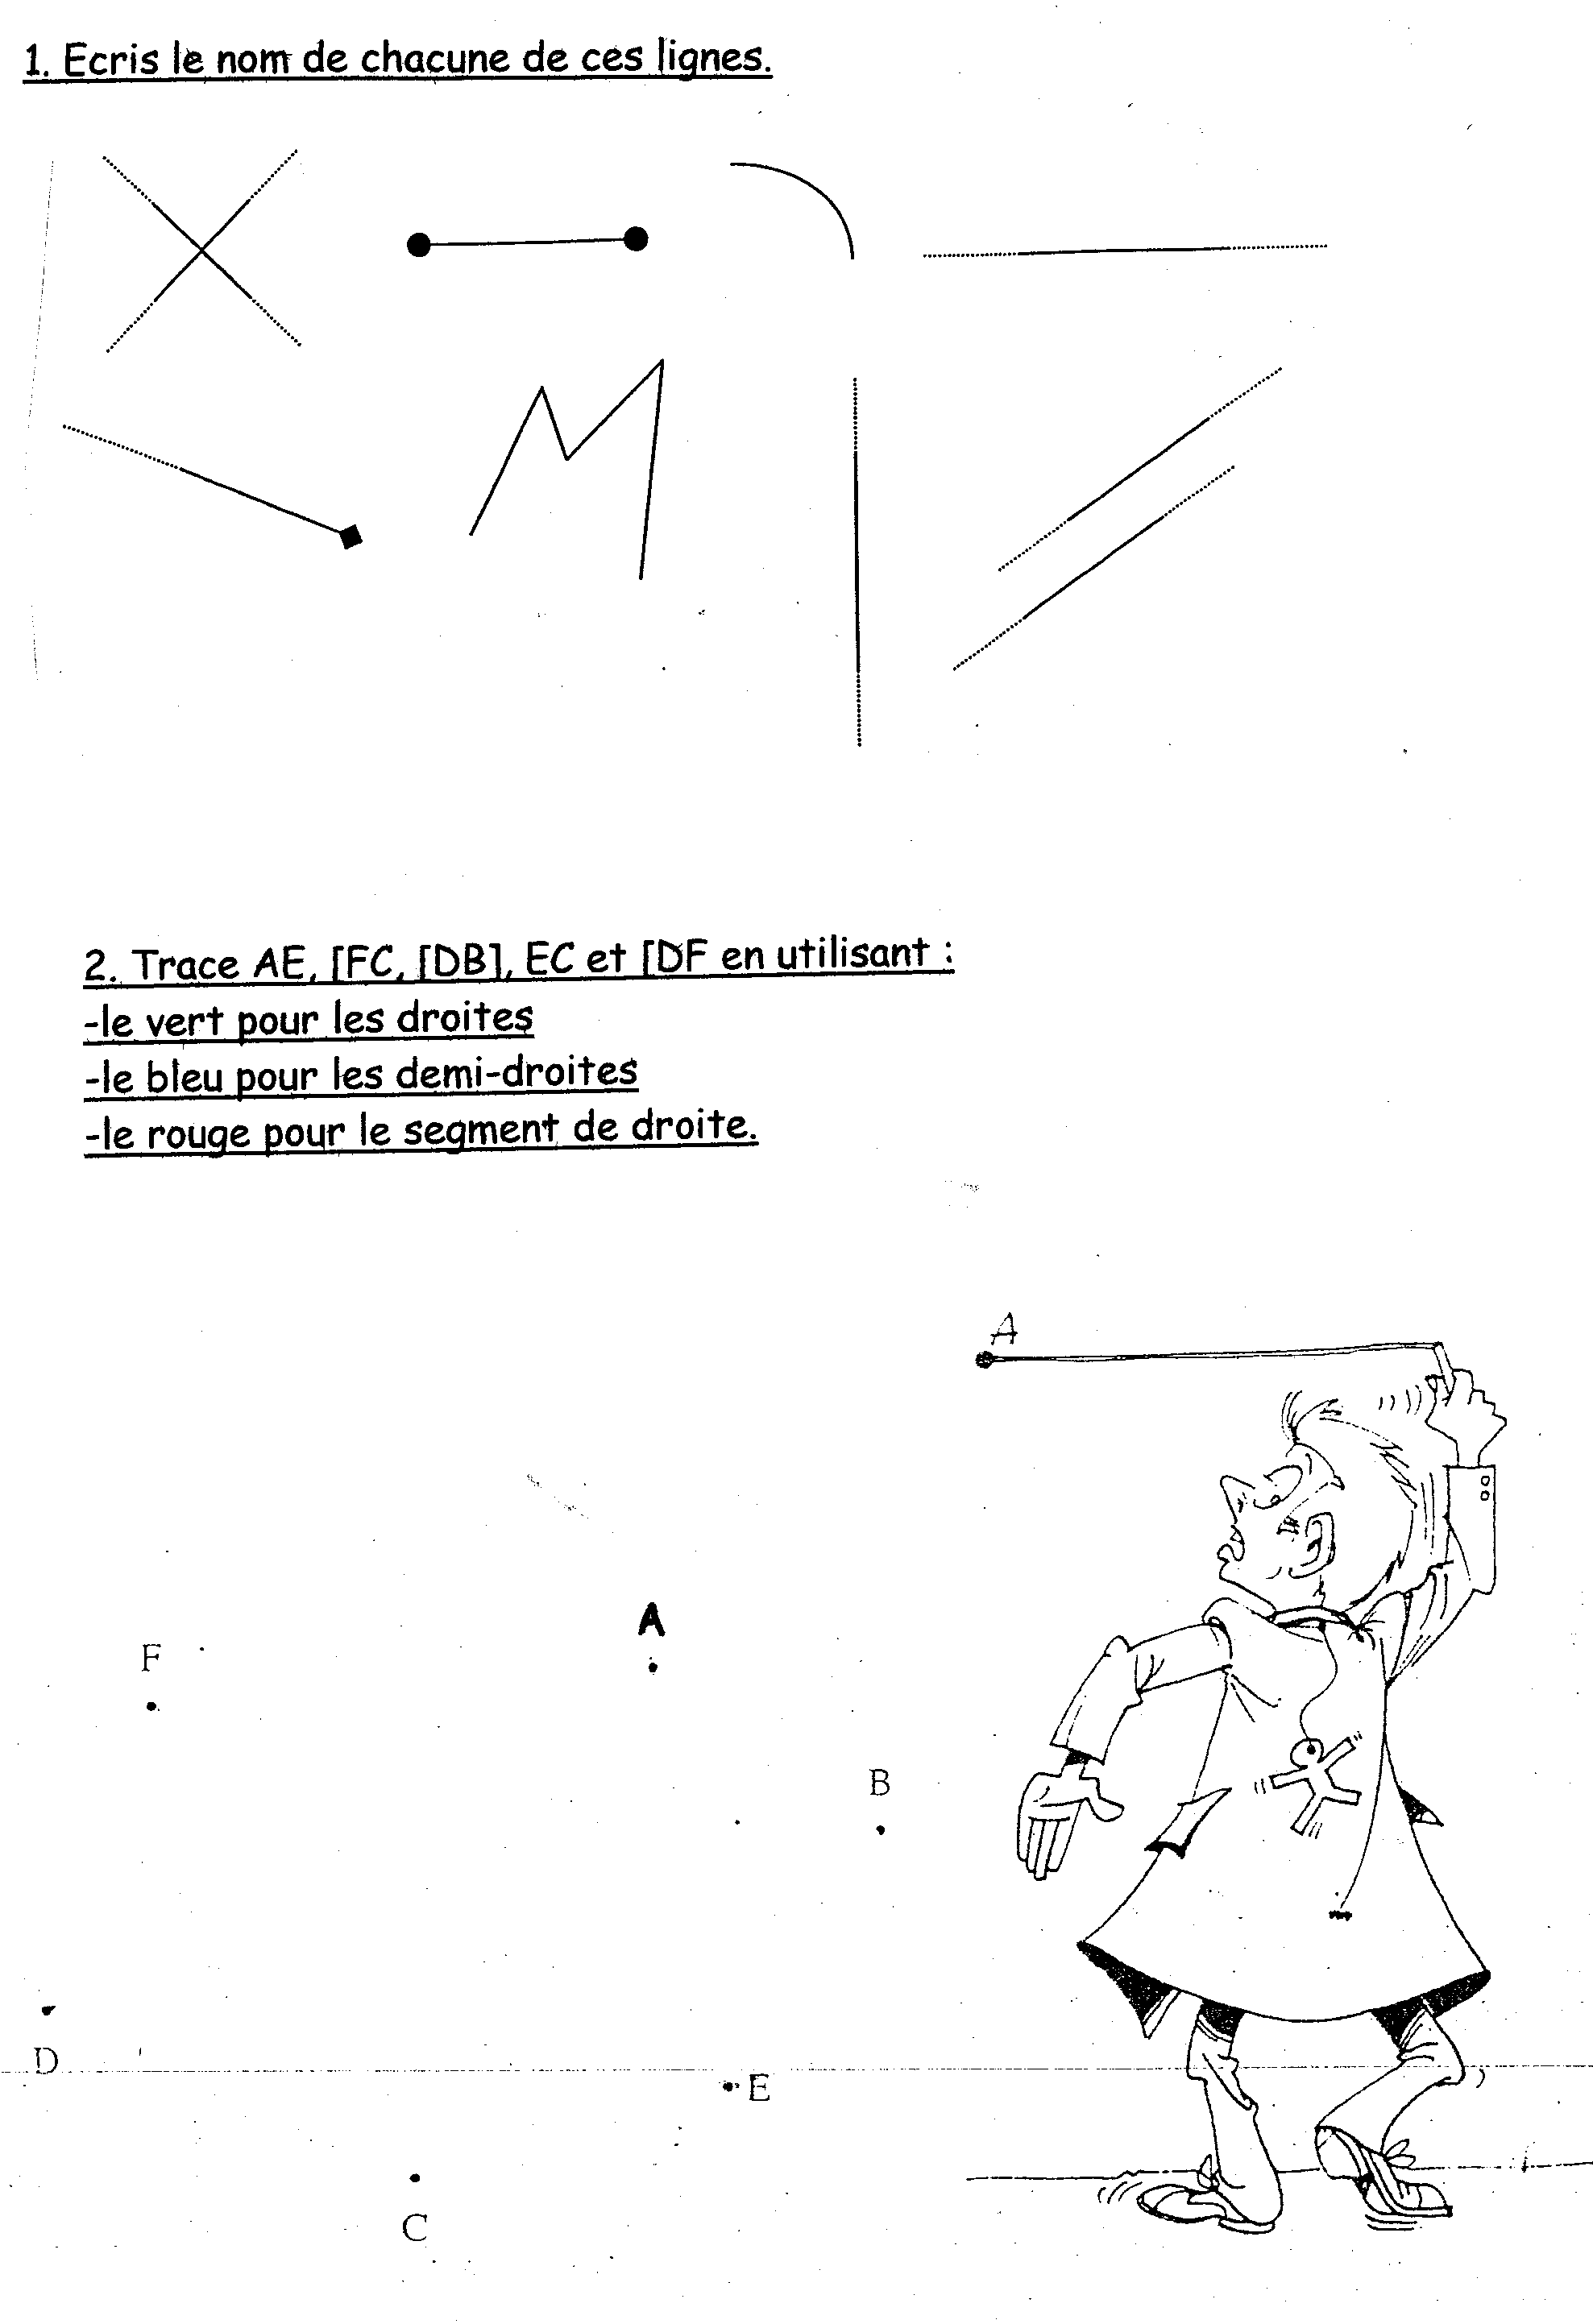 1. Ecris le nom de chacune de ces lignes.
2. Trace AE, [FC, [DB], EC et [DF en utilisant :
-le vert pour les droites
-le bleu pour les demi-droites
-le rouge pour le segment de droite.
A
A
F
B
D
E
C